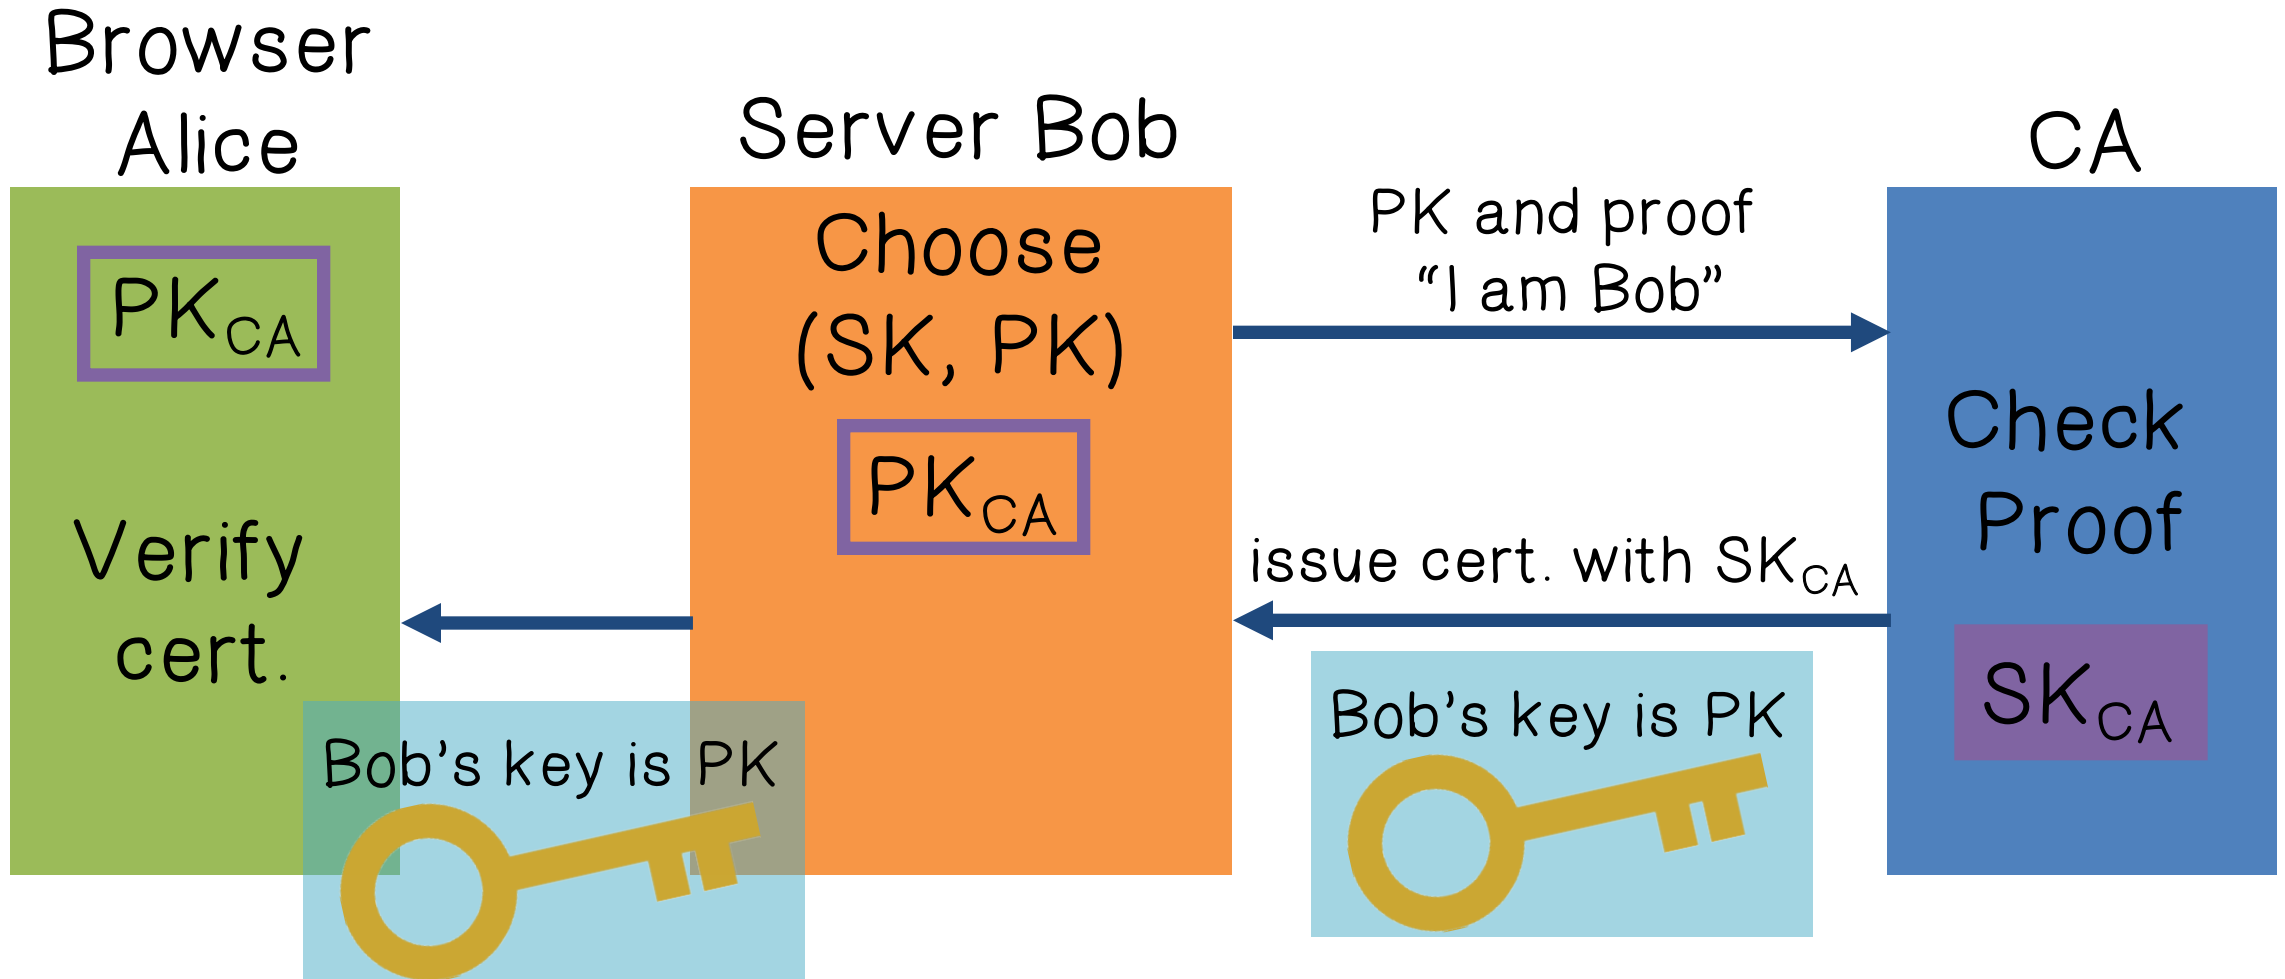 Browser
Alice
PKCA
Verify
cert.
Server Bob
Choose
(SK, PK)
PKCA
PK and proof
“I am Bob”
issue cert. with SKCA
Bob’s key is PK
Bob’s key is PK
CA
Check
Proof
SKCA